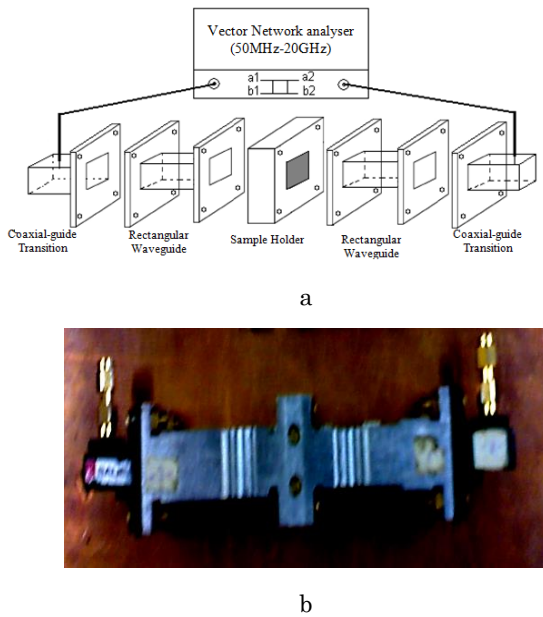 Vector Network analyser
(50MHz-20GHz)
a1 a2
b1 b2
Coaxial-guide
Transition
Rectangular
Waveguide
Sample Holder
Rectangular
Waveguide
Coaxial-guide
Transition
a
b